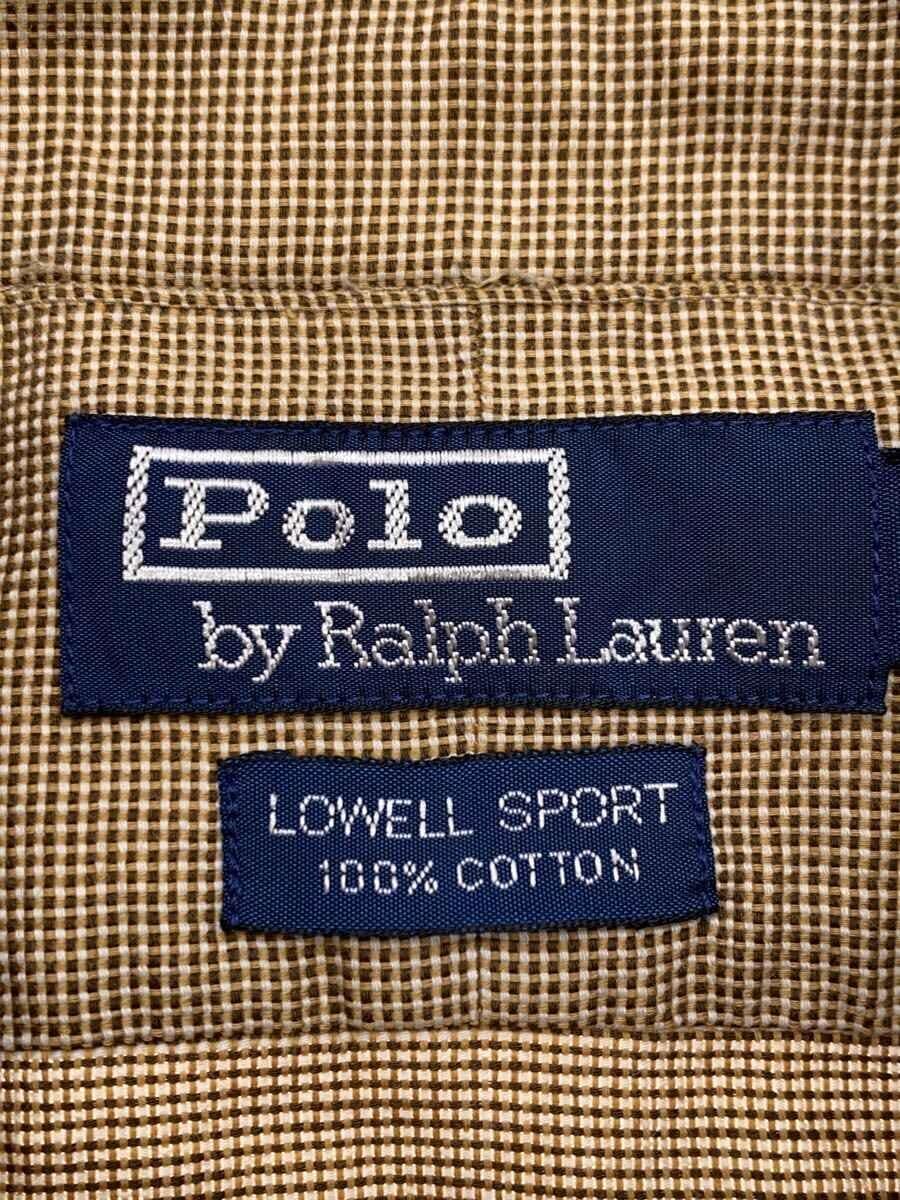 Polo
by Ralph Lauren
LOWELL SPORT
100% COTTON